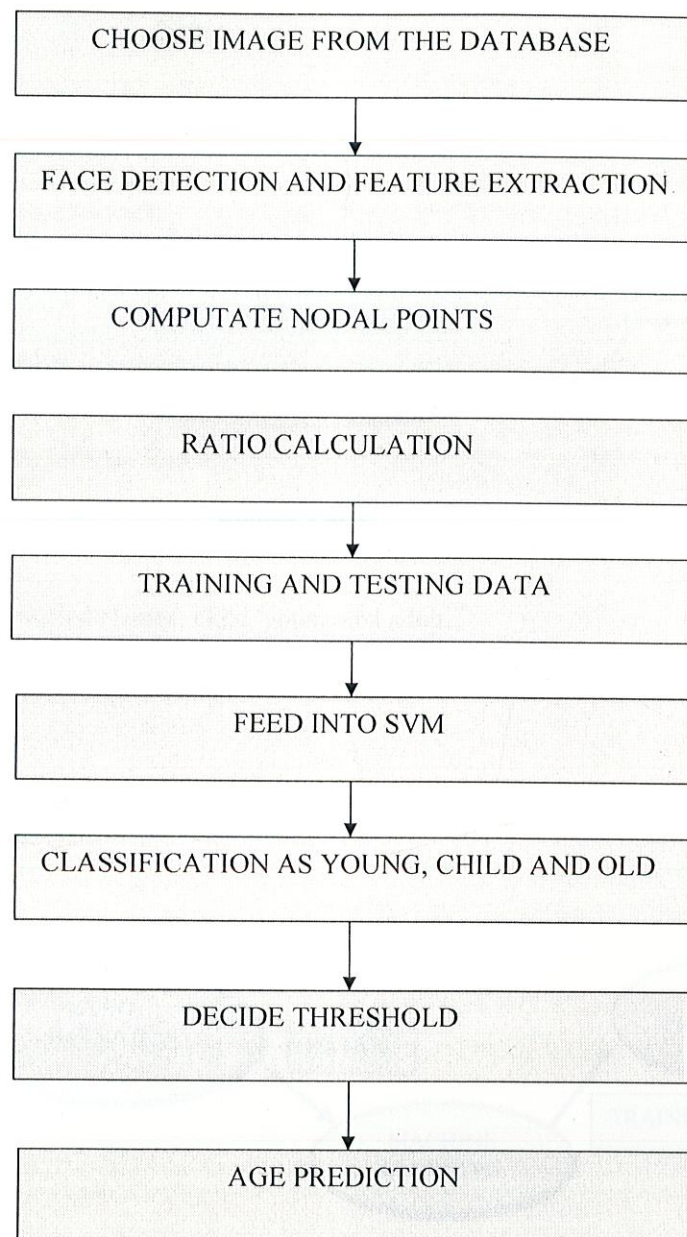 CHOOSE IMAGE FROM THE DATABASE
FACE DETECTION AND FEATURE EXTRACTION
COMPUTATE NODAL POINTS
RATIO CALCULATION
TRAINING AND TESTING DATA
FEED INTO SVM
CLASSIFICATION AS YOUNG, CHILD AND OLD
DECIDE THRESHOLD
AGE PREDICTION